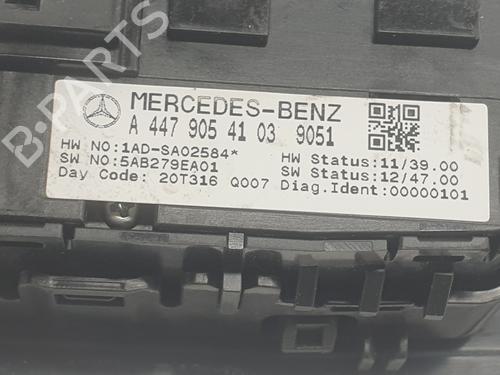 MERCEDES-BENZ
A 447 905 41 03 9051
HW NO:1AD-SA02584*
SW NO:5AB279EA01
Day Code: 20T316 Q007
HW Status:11/39.00
SW Status:12/47.00
Diag.Ident:00000101
B-Parts